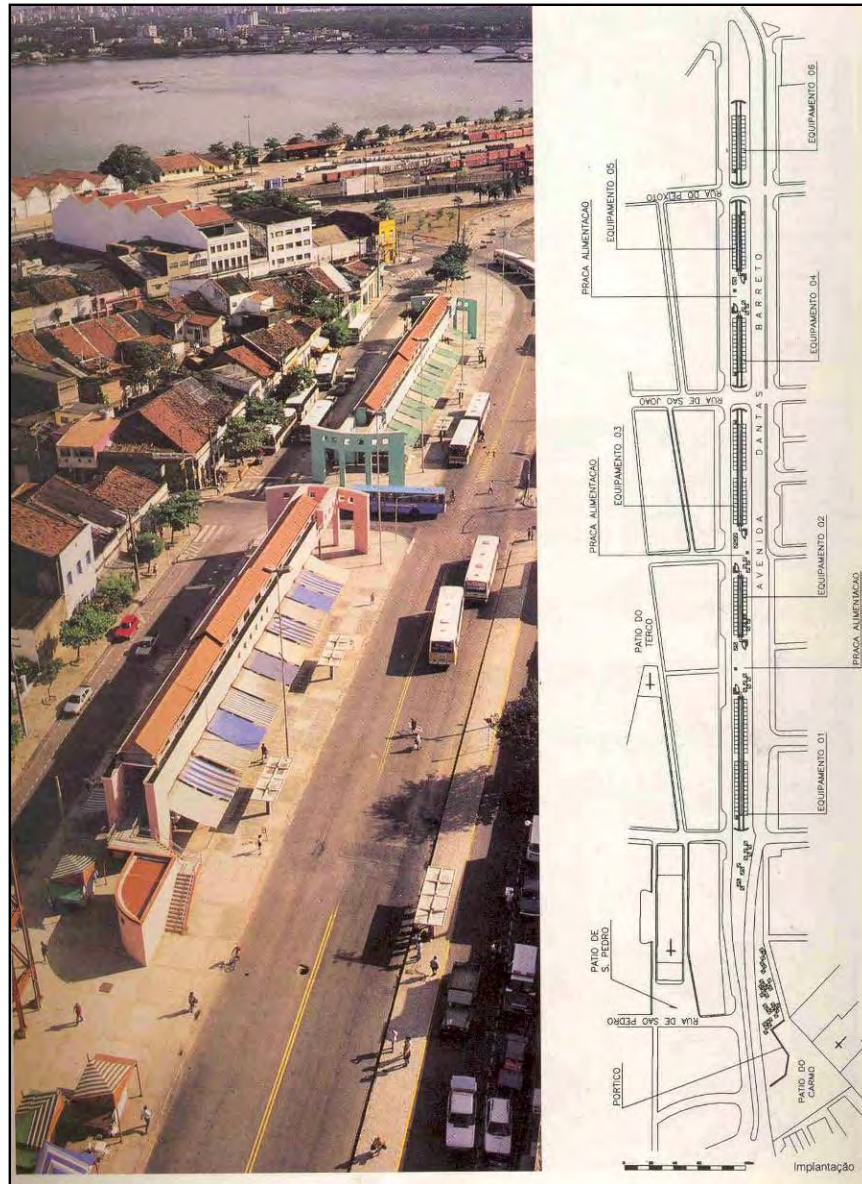 EQUIPAMENTO 06
RUA DO PEIXOTO
EQUIPAMENTO 05
PRACA ALIMENTACAO
EQUIPAMENTO 04
AVENIDA DANTAS BARRETO
RUA DE SAO JOAO
EQUIPAMENTO 03
PRACA ALIMENTACAO
EQUIPAMENTO 02
PATIO DO TERCO
PRACA ALIMENTACAO
EQUIPAMENTO 01
PATIO DE
S. PEDRO
RUA DE SAO PEDRO
PORTICO
PATIO DO
CARMO
Implantação